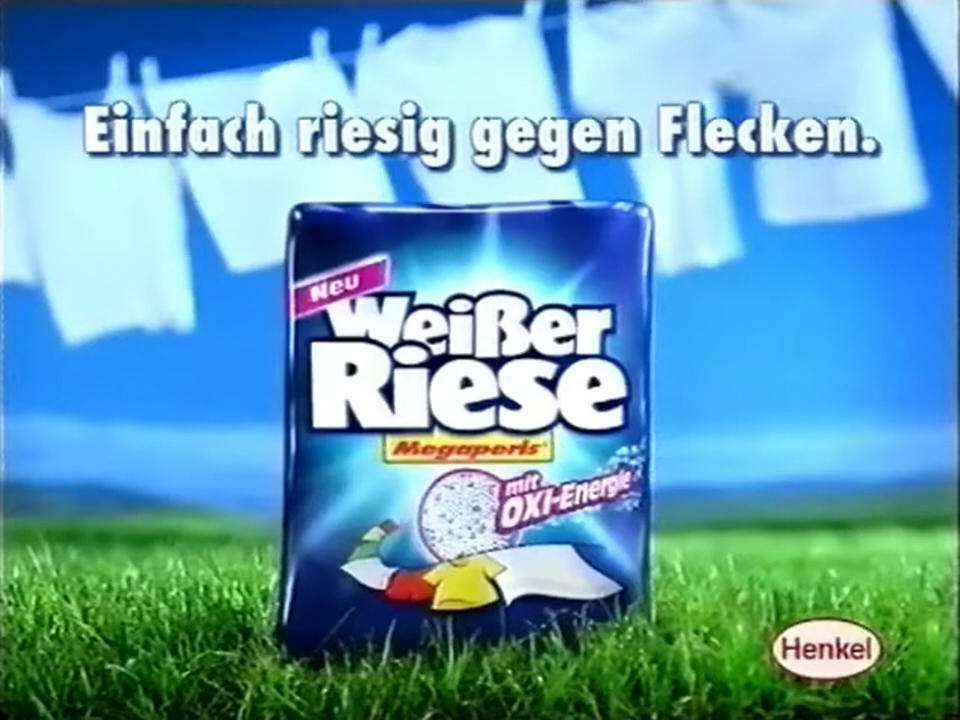 Einfach riesig gegen Flecken.
Neu
Weißer
Riese
Megaperls
mit
OXI-Energie
Henkel